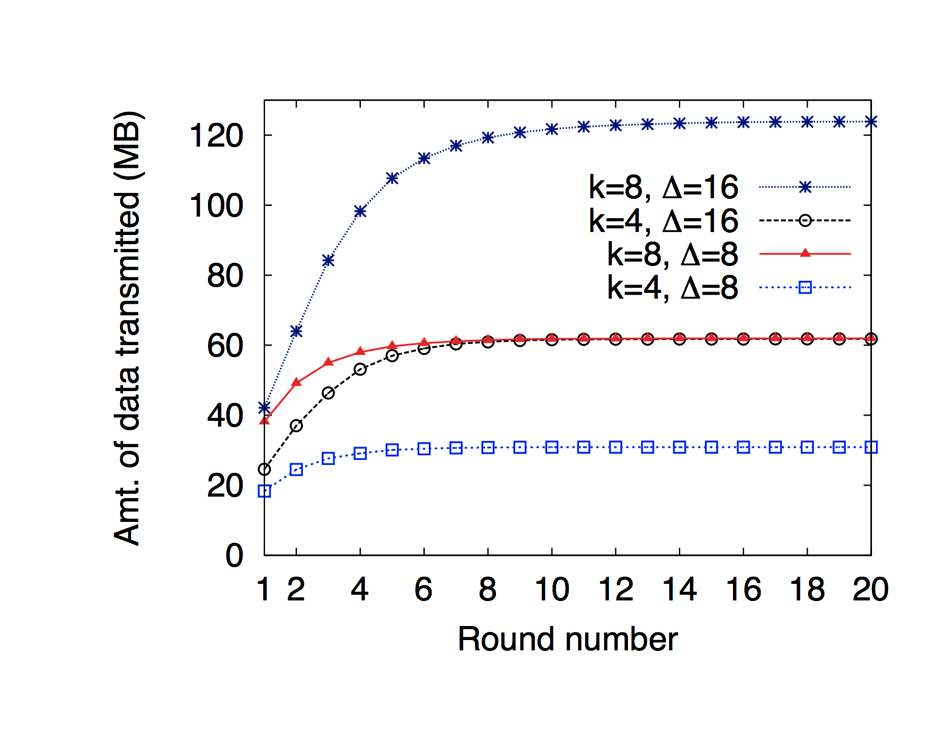 Amt. of data transmitted (MB)
120
100
80
60
40
20
0
k=8, Δ=16
k=4, Δ=16
k=8, Δ=8
k=4, Δ=8
1 2 4 6 8 10 12 14 16 18 20
Round number